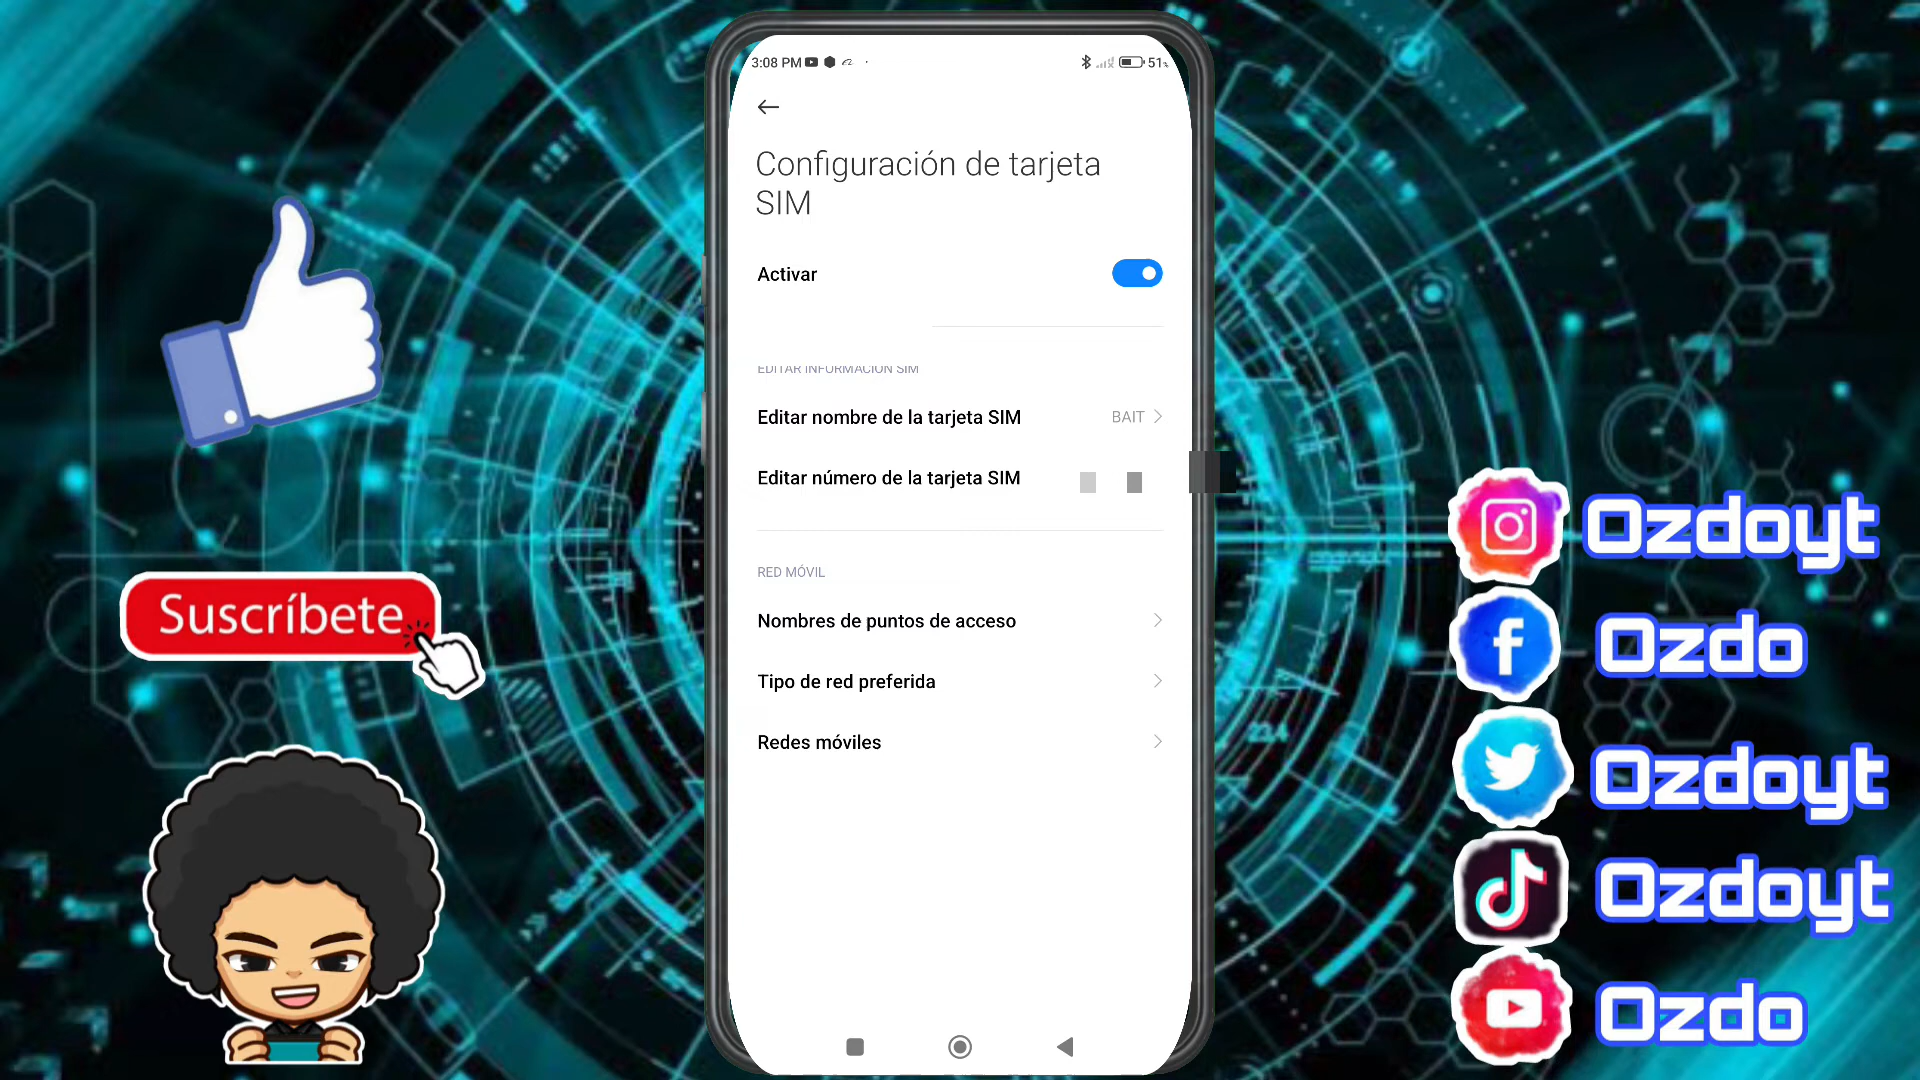 3:08 PM
51%
Configuración de tarjeta
SIM
Activar
EDITAR INFORMACIÓN SIM
Editar nombre de la tarjeta SIM
BAIT
Editar número de la tarjeta SIM
RED MÓVIL
Nombres de puntos de acceso
Tipo de red preferida
Redes móviles
Suscríbete
Ozdoyt
Ozdo
Ozdoyt
Ozdoyt
Ozdo